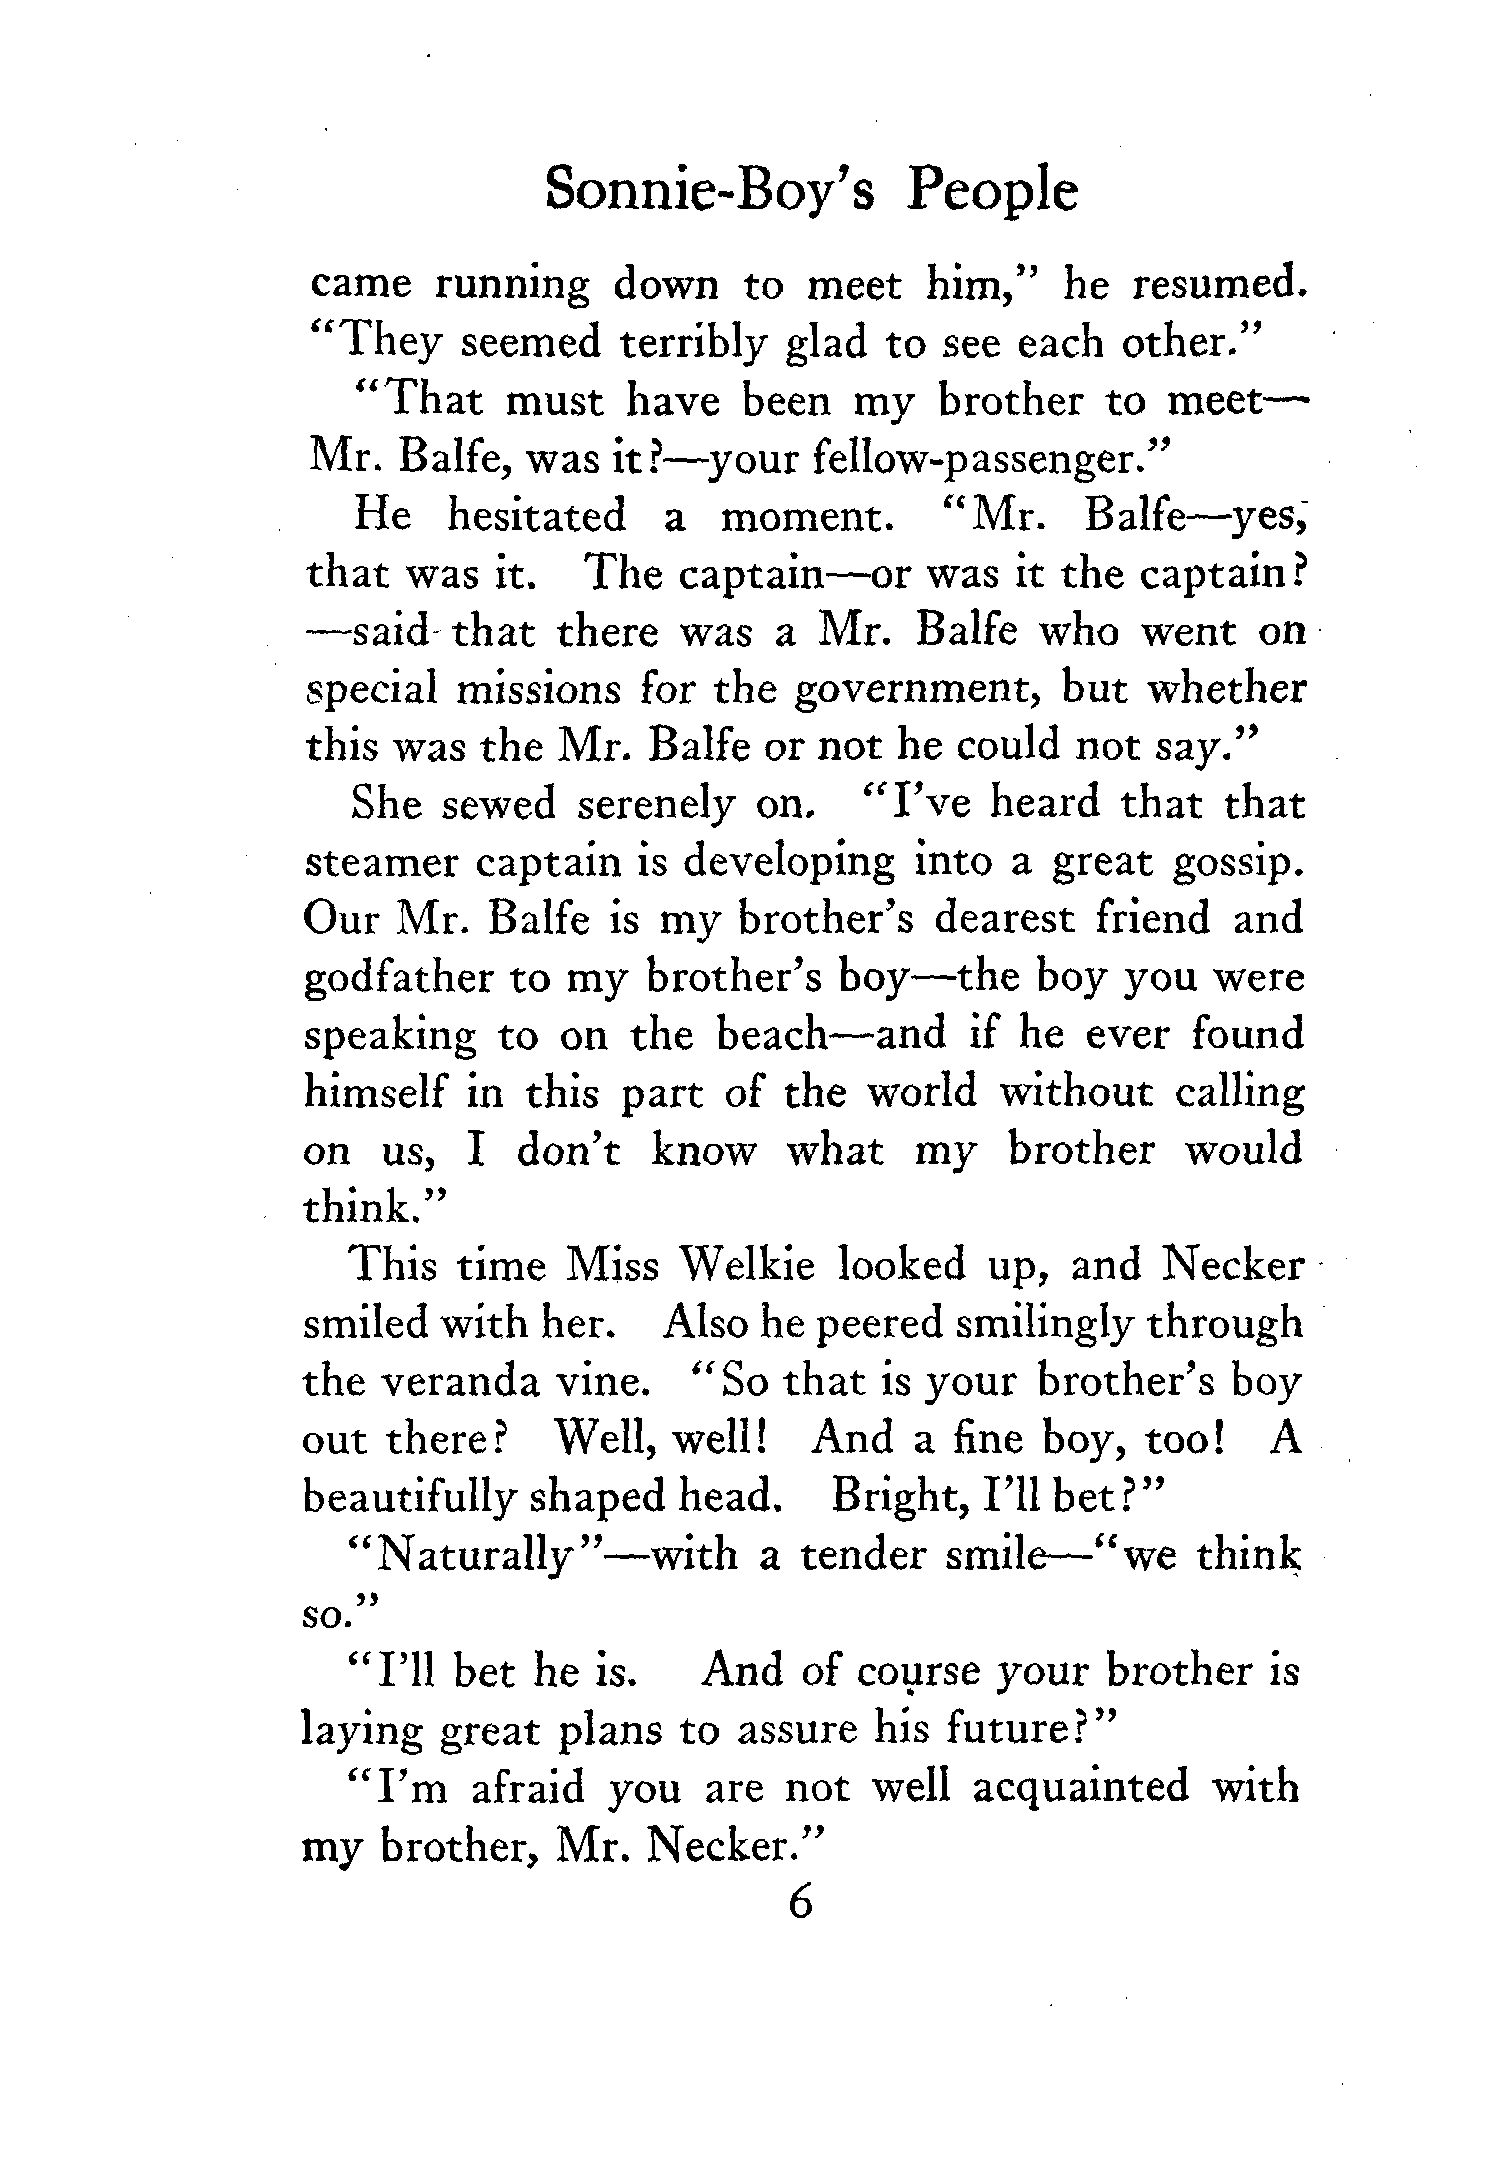 Sonnie-Boy's People
came running down to meet him," he resumed.
"They seemed terribly glad to see each other."
"That must have been my brother to meet—
Mr. Balfe, was it?—your fellow-passenger."
He hesitated a moment. "Mr. Balfe—yes,
that was it. The captain—or was it the captain?
—said that there was a Mr. Balfe who went on
special missions for the government, but whether
this was the Mr. Balfe or not he could not say."
She sewed serenely on. "I've heard that that
steamer captain is developing into a great gossip.
Our Mr. Balfe is my brother's dearest friend and
godfather to my brother's boy—the boy you were
speaking to on the beach—and if he ever found
himself in this part of the world without calling
on us, I don't know what my brother would
think."
This time Miss Welkie looked up, and Necker
smiled with her. Also he peered smilingly through
the veranda vine. "So that is your brother's boy
out there? Well, well! And a fine boy, too! A
beautifully shaped head. Bright, I'll bet?"
"Naturally"—with a tender smile—"we think
so."
"I'll bet he is. And of course your brother is
laying great plans to assure his future?"
"I'm afraid you are not well acquainted with
my brother, Mr. Necker."
6